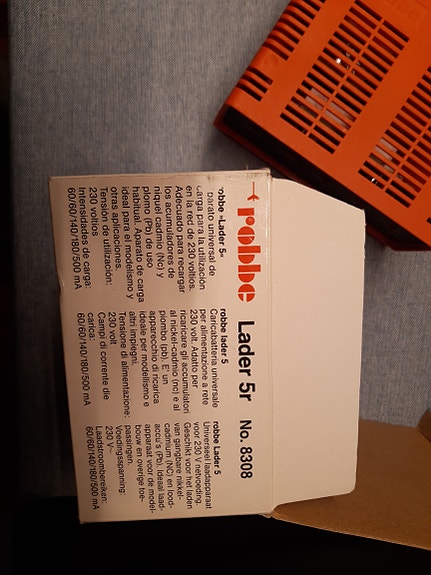 robbe Lader 5r No. 8308
robbe »Lader 5«
parato universal de
carga para la utilización
en la red de 230 voltios.
Adecuado para recargar
los acumuladores de
niquel cadmio (Nc) y
plomo (Pb) de uso
habitual. Aparato de carga
ideal para el modelismo y
otras aplicaciones.
Tensión de utilización:
230 voltios
Intensidades de carga:
60/60/140/180/500 mA
robbe lader 5
Caricabatteria universale
per alimentazione a rete
230 volt. Adatto per
ricaricare gli accumulatori
al nickel-cadmio (nc) e al
piombo (pb). E' un
apparecchio di ricarica
ideale per modellismo e
altri impieghi.
Tensione di alimentazione:
230 volt
Campi di corrente die
carica:
60/60/140/180/500 mA
robbe Lader 5
Universeel laadapparaat
voor 230 V netvoeding.
Geschikt voor het laden
van gangbare nikkel-
cadmium (NC) en lood-
accu's (Pb). Ideaal laad-
apparaat voor de model-
bouw en overige toe-
passingen.
Voedingsspanning:
230 V~
Laadstroombereiken:
60/60/140/180/500 mA